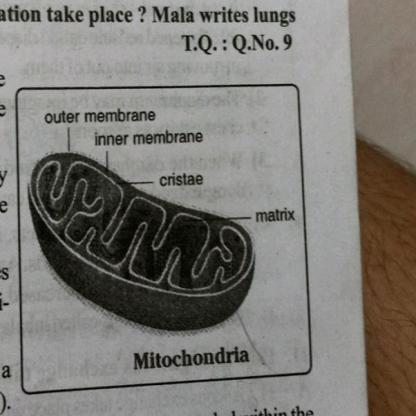 ation take place ? Mala writes lungs
T.Q. : Q.No. 9
outer membrane
inner membrane
cristae
matrix
Mitochondria